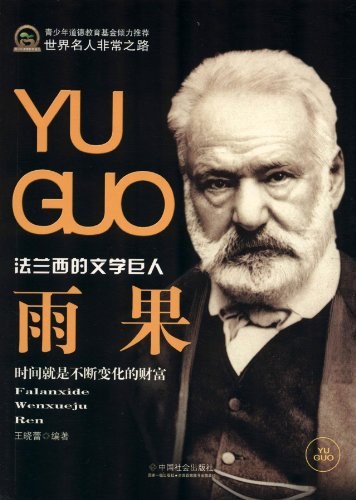 青少年道德教育基金倾力推荐
世界名人非常之路
YU
GUO
法兰西的文学巨人
雨果
时间就是不断变化的财富
Falanxide
Wenxueju
Ren
王晓蕾 编著
中国社会出版社
YU
GUO